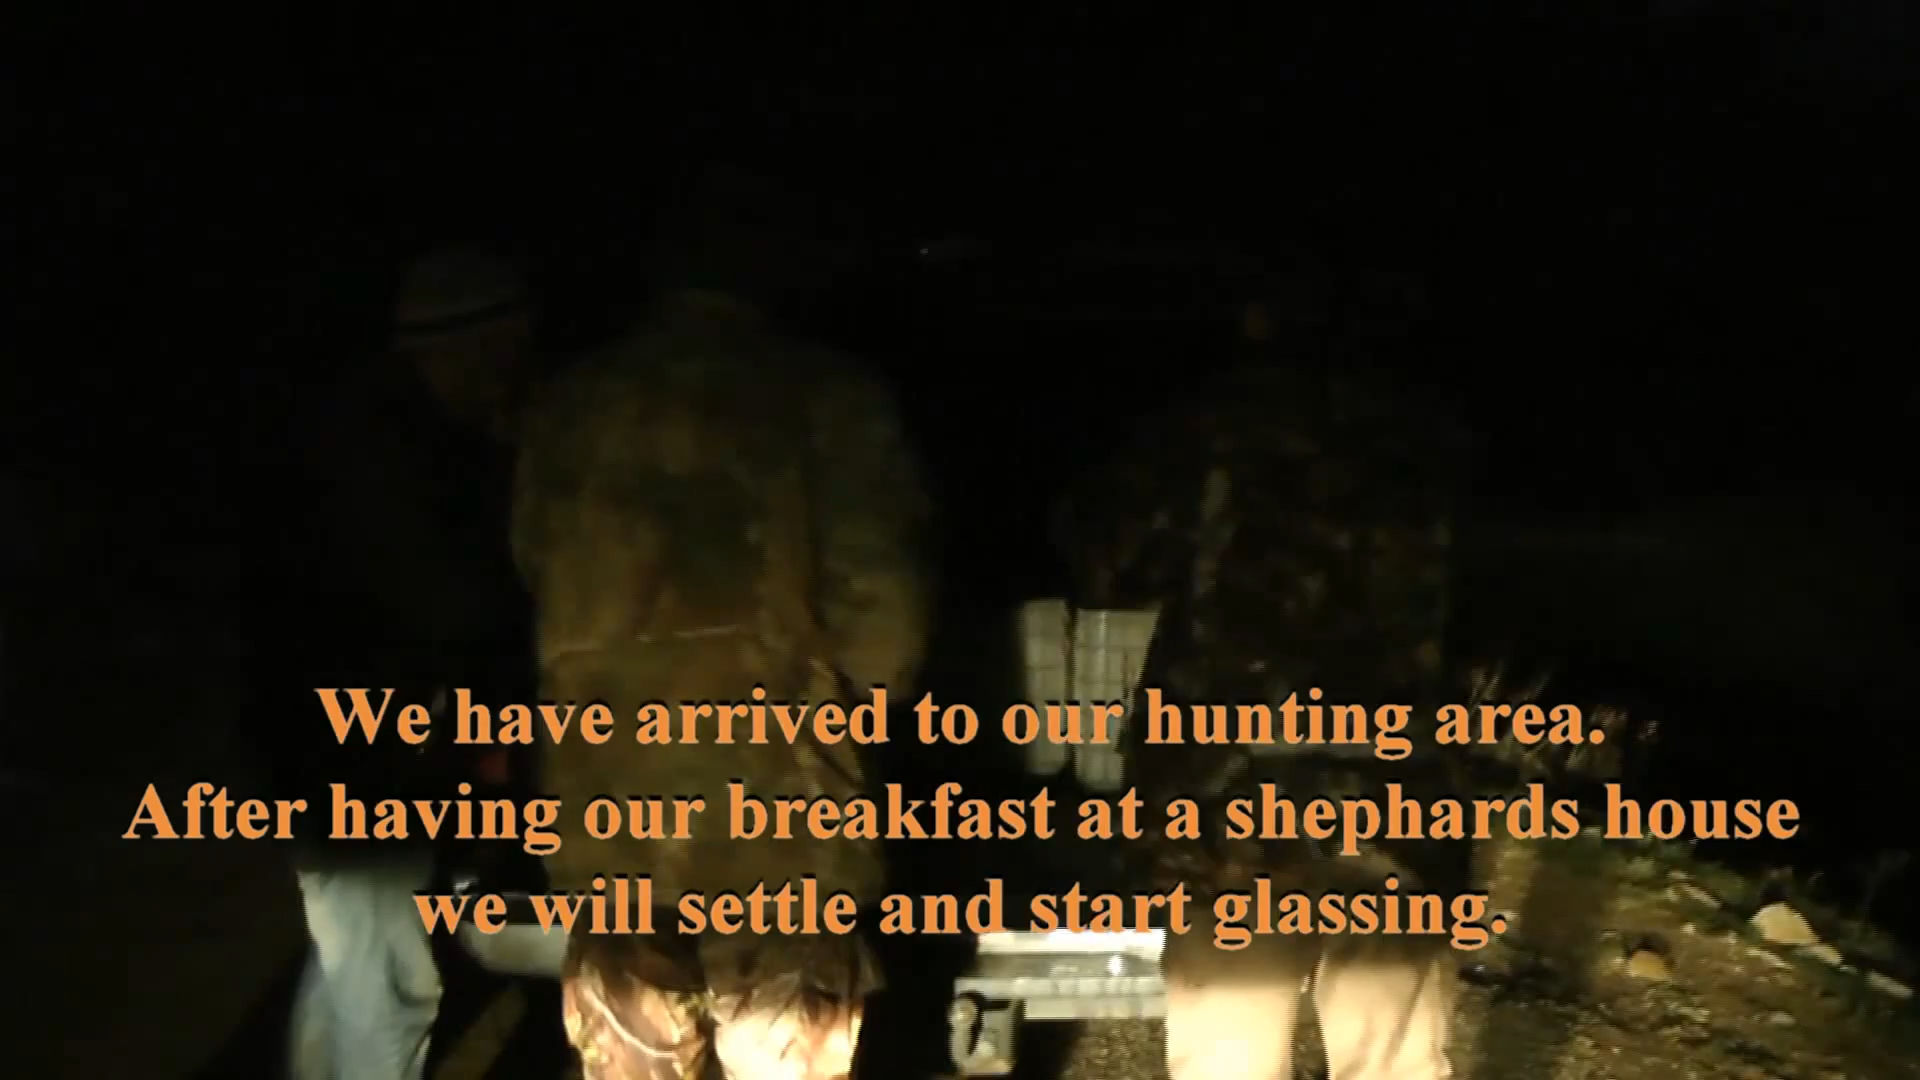 We have arrived to our hunting area.
After having our breakfast at a shephards house
we will settle and start glassing.